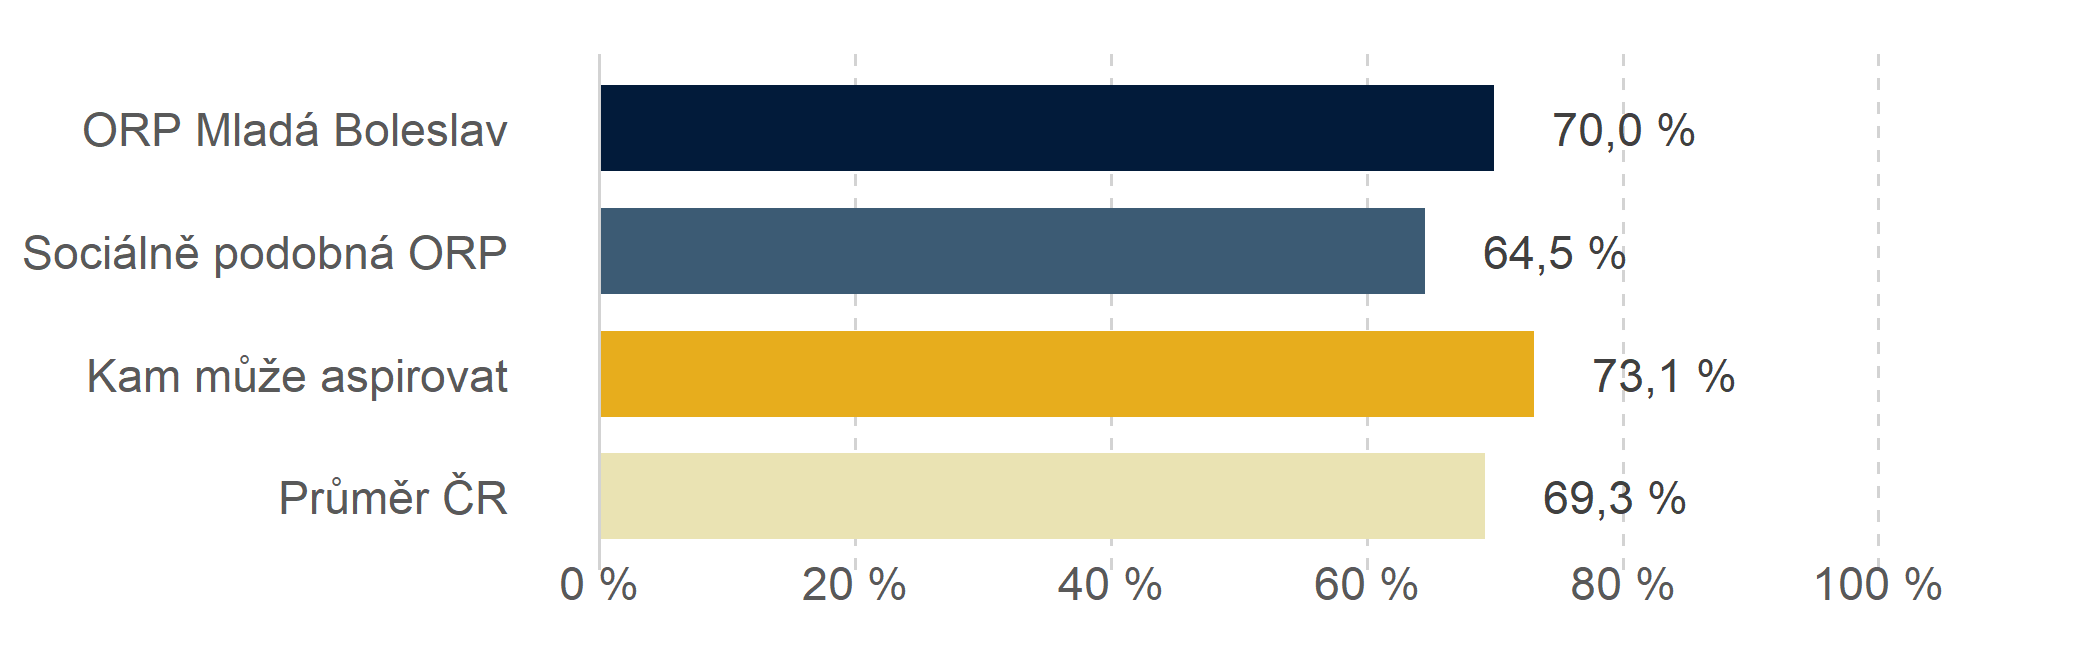 ORP Mladá Boleslav
70,0 %
Sociálně podobná ORP
64,5 %
Kam může aspirovat
73,1 %
Průměr ČR
69,3 %
0 % 20 % 40 % 60 % 80 % 100 %